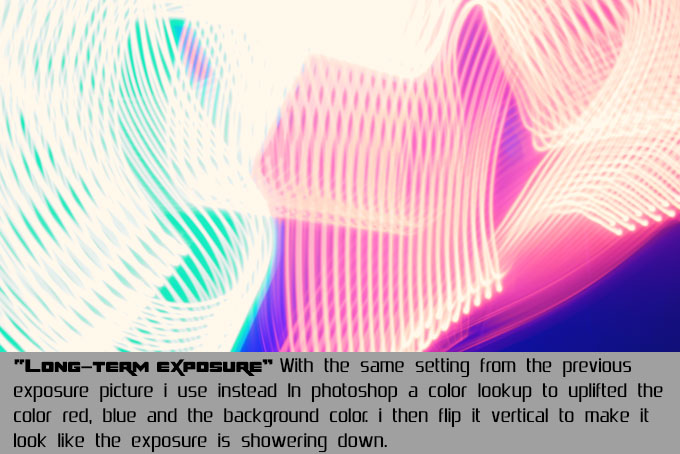 "Long-term exposure" With the same setting from the previous
exposure picture i use instead In photoshop a color lookup to uplifted the
color red, blue and the background color. i then flip it vertical to make it
look like the exposure is showering down.